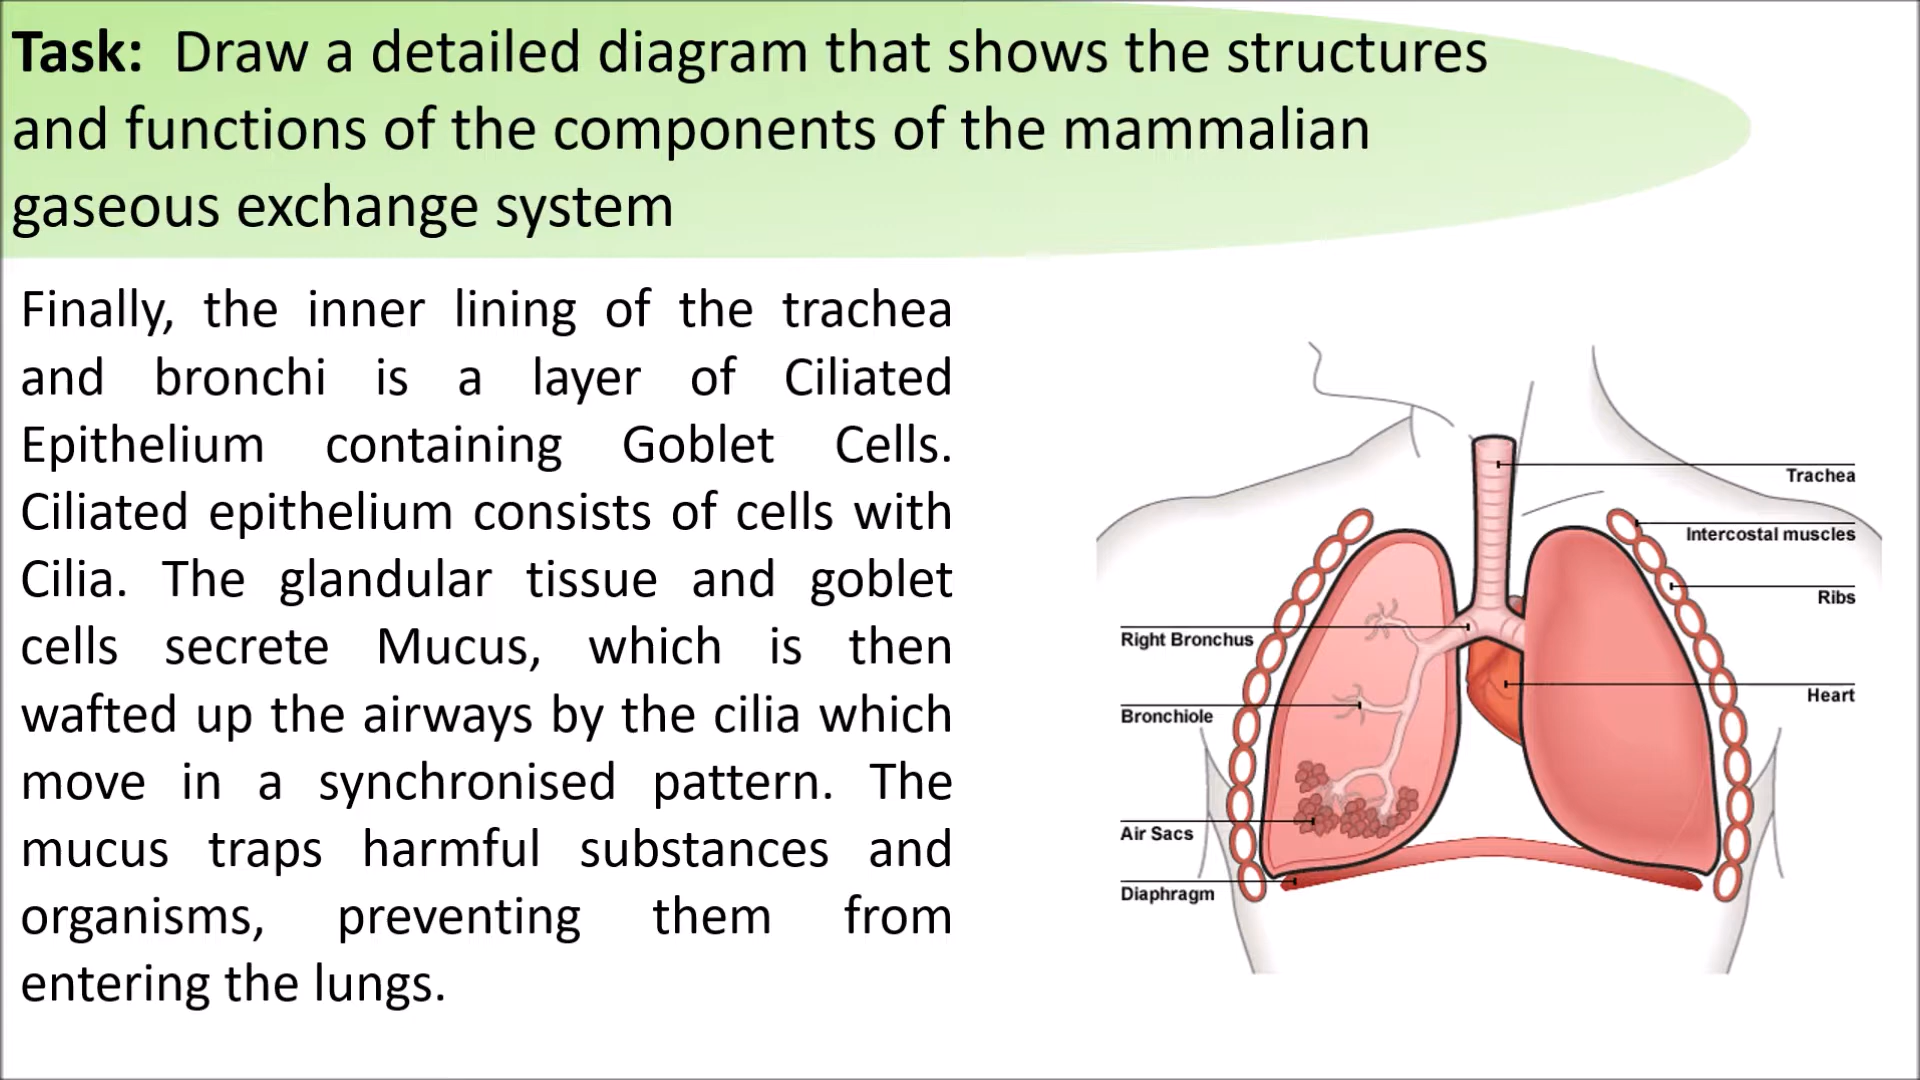 Task: Draw a detailed diagram that shows the structures
and functions of the components of the mammalian
gaseous exchange system
Finally, the inner lining of the trachea
and bronchi is a layer of Ciliated
Epithelium containing Goblet Cells.
Ciliated epithelium consists of cells with
Cilia. The glandular tissue and goblet
cells secrete Mucus, which is then
wafted up the airways by the cilia which
move in a synchronised pattern. The
mucus traps harmful substances and
organisms, preventing them from
entering the lungs.
Trachea
Intercostal muscles
Ribs
Right Bronchus
Heart
Bronchiole
Air Sacs
Diaphragm